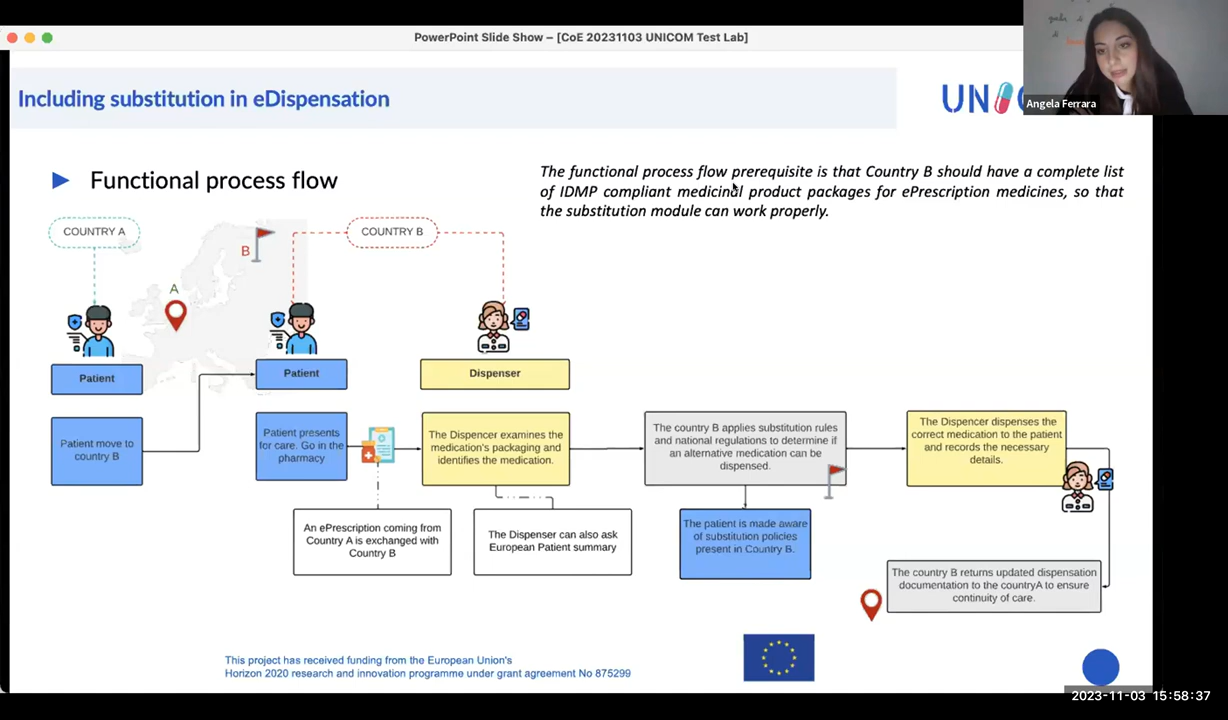 PowerPoint Slide Show – [CoE 20231103 UNICOM Test Lab]
Angela Ferrara
Including substitution in eDispensation
Functional process flow
The functional process flow prerequisite is that Country B should have a complete list
of IDMP compliant medicinal product packages for ePrescription medicines, so that
the substitution module can work properly.
COUNTRY A
COUNTRY B
B
A
Patient
Patient
Dispenser
Patient move to
country B
Patient presents
for care. Go in the
pharmacy
The Dispencer examines the
medication's packaging and
identifies the medication.
The country B applies substitution rules
and national regulations to determine if
an alternative medication can be
dispensed.
The Dispencer dispenses the
correct medication to the patient
and records the necessary
details.
An ePrescription coming from
Country A is exchanged with
Country B
The Dispenser can also ask
European Patient summary
The patient is made aware
of substitution policies
present in Country B.
The country B returns updated dispensation
documentation to the countryA to ensure
continuity of care.
This project has received funding from the European Union's
Horizon 2020 research and innovation programme under grant agreement No 875299
2023-11-03 15:58:37